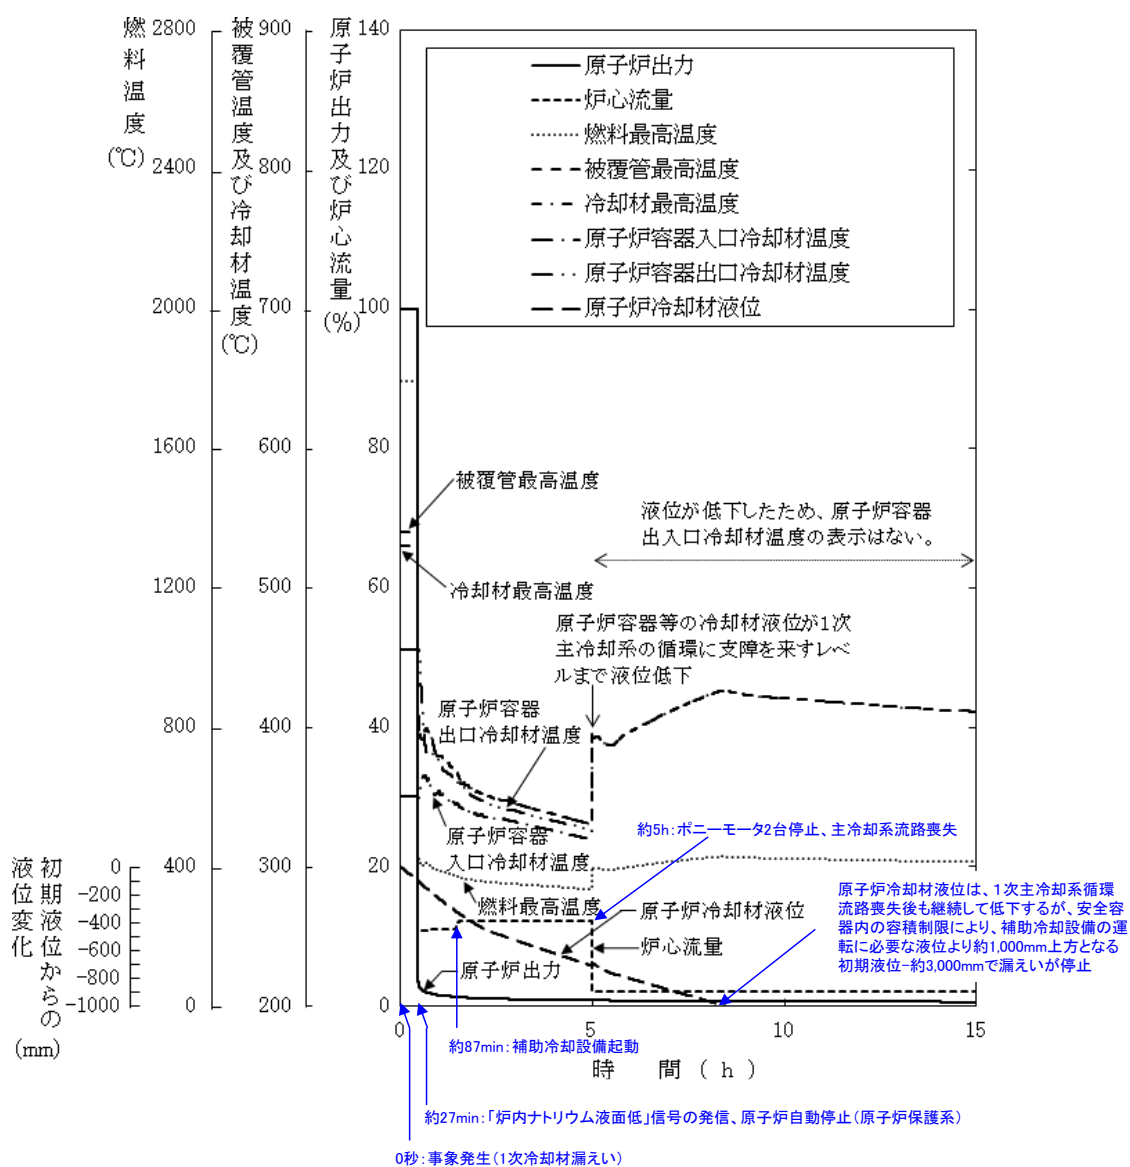 燃料温度
(℃)
2800
2400
2000
1600
1200
800
400
0
被覆管温度及び冷却材温度
(℃)
900
800
700
600
500
400
300
200
原子炉出力及び炉心流量
(%)
140
120
100
80
60
40
20
0
原子炉出力
炉心流量
燃料最高温度
被覆管最高温度
冷却材最高温度
原子炉容器入口冷却材温度
原子炉容器出口冷却材温度
原子炉冷却材液位
被覆管最高温度
冷却材最高温度
液位が低下したため、原子炉容器
出入口冷却材温度の表示はない。
原子炉容器等の冷却材液位が1次
主冷却系の循環に支障を来すレベ
ルまで液位低下
原子炉容器
出口冷却材温度
原子炉容器
入口冷却材温度
燃料最高温度
原子炉冷却材液位
炉心流量
原子炉出力
約5h：ポニーモータ2台停止、主冷却系流路喪失
原子炉冷却材液位は、1次主冷却系循環
流路喪失後も継続して低下するが、安全容
器内の容積制限により、補助冷却設備の運
転に必要な液位より約1,000mm上方となる
初期液位-約3,000mmで漏えいが停止
初期液位からの
液位変化
(mm)
0
-200
-400
-600
-800
-1000
0
5
10
15
時 間 ( h )
約87min：補助冷却設備起動
約27min：「炉内ナトリウム液面低」信号の発信、原子炉自動停止（原子炉保護系）
0秒：事象発生（1次冷却材漏えい）